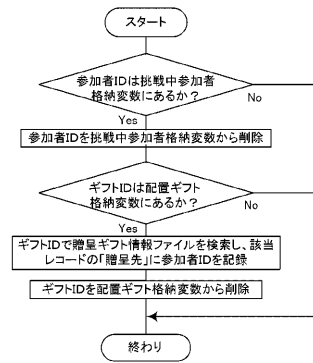 スタート
参加者IDは挑戦中参加者
格納変数にあるか?
No
Yes
参加者IDを挑戦中参加者格納変数から削除
ギフトIDは配置ギフト
格納変数にあるか?
No
Yes
ギフトIDで贈呈ギフト情報ファイルを検索し、該当
レコードの「贈呈先」に参加者IDを記録
ギフトIDを配置ギフト格納変数から削除
終わり